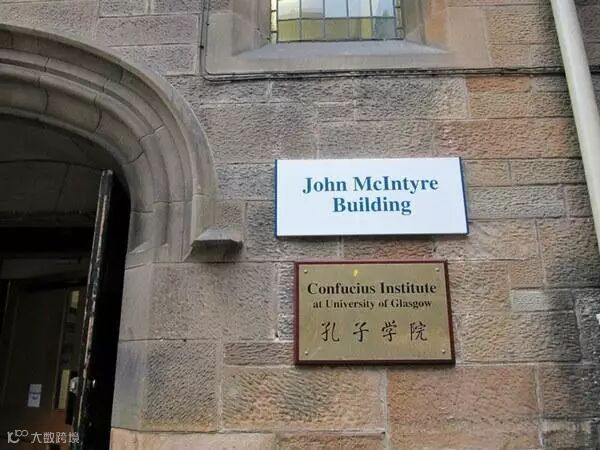 John McIntyre
Building
Confucius Institute
at University of Glasgow
孔子学院
大数跨境